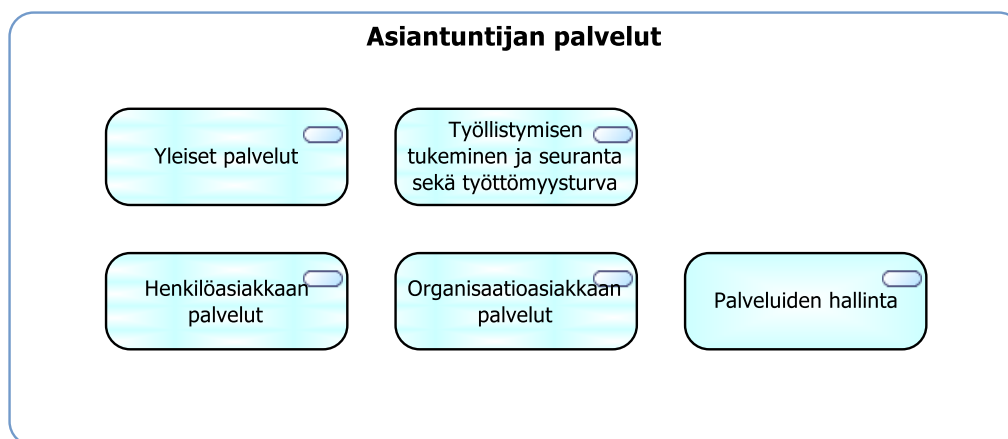 Asiantuntijan palvelut
Yleiset palvelut
Työllistymisen
tukeminen ja seuranta
sekä työttömyysturva
Henkilöasiakkaan
palvelut
Organisaatioasiakkaan
palvelut
Palveluiden hallinta